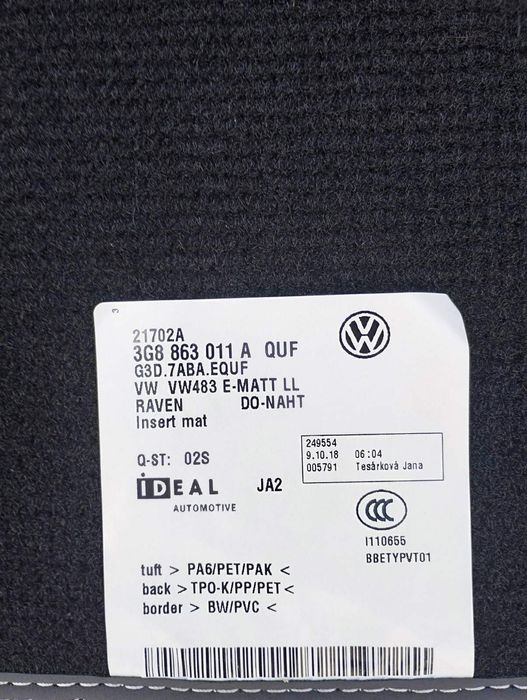 3
21702A
3G8 863 011 A QUF
G3D.7ABA.EQUF
VW VW483 E-MATT LL
RAVEN DO-NAHT
Insert mat
249554
9.10.18 06:04
005791 Tesárková Jana
Q-ST: 02S
IDEAL JA2
AUTOMOTIVE
CCC
I110655
BBETYPVT01
tuft > PA6/PET/PAK <
back > TPO-K/PP/PET <
border > BW/PVC <